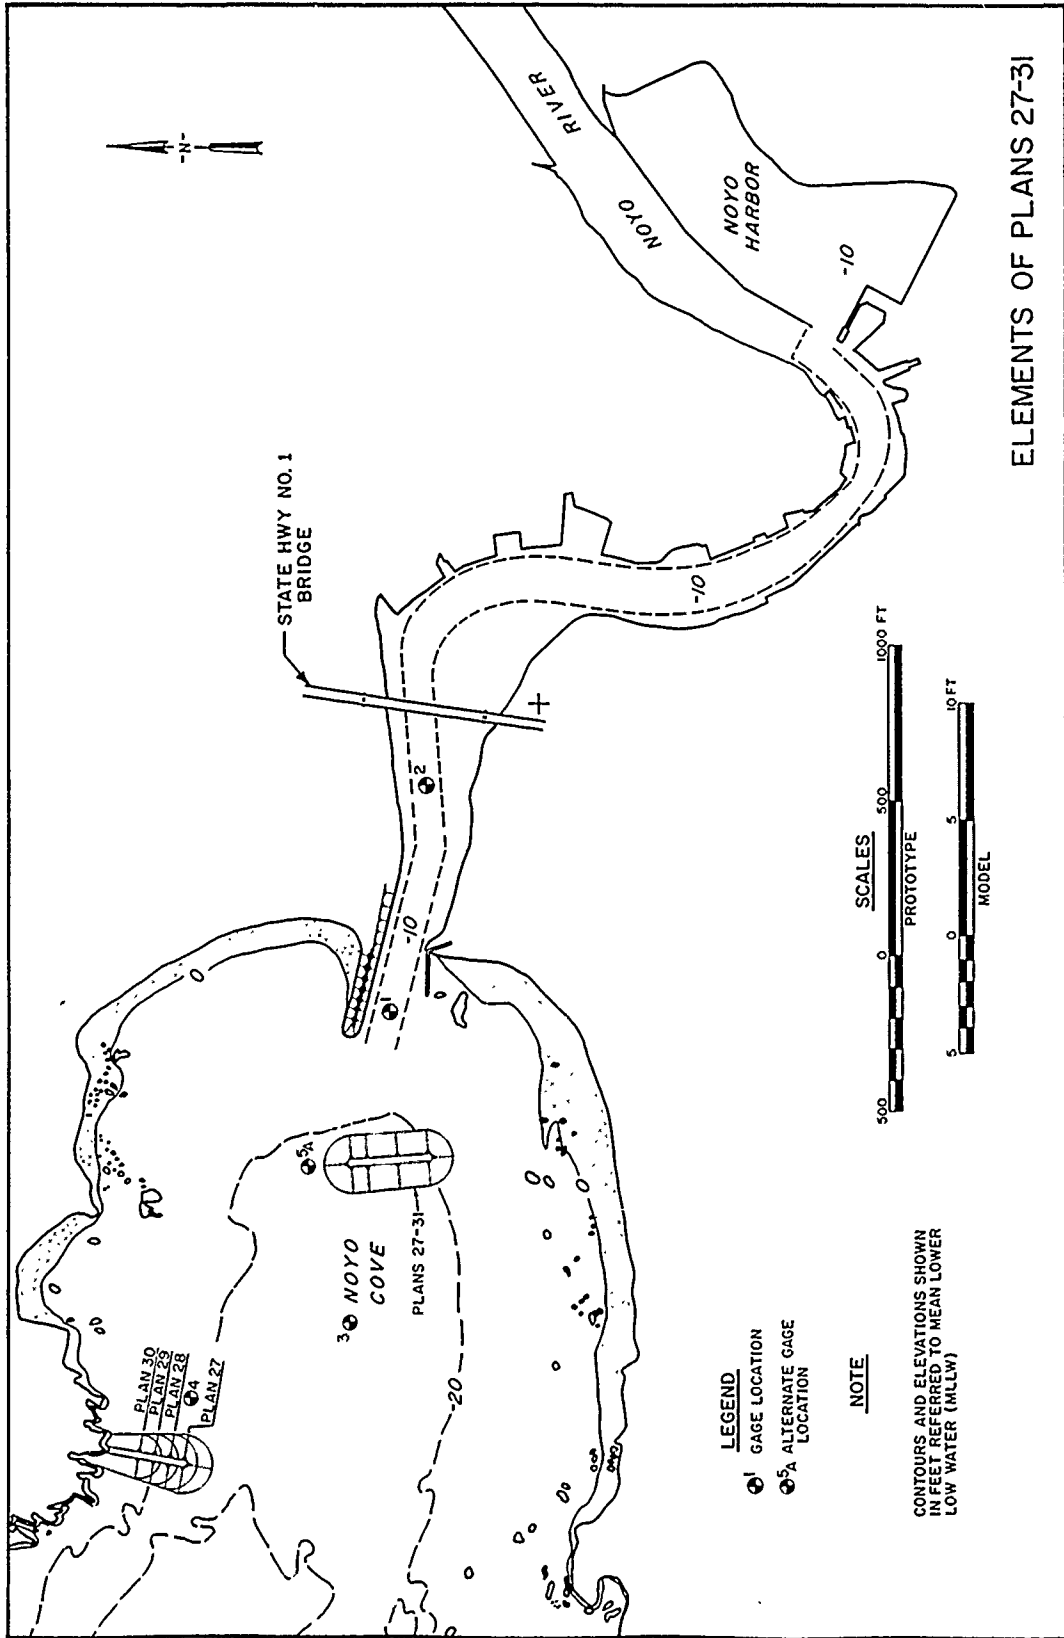 -N-
STATE HWY NO. 1
BRIDGE
NOYO RIVER
NOYO
HARBOR
-10
-10
-10
2
1
5A
3
NOYO
COVE
PLANS 27-31
PLAN 30
PLAN 29
PLAN 28
4
PLAN 27
-20
LEGEND
1 GAGE LOCATION
5A ALTERNATE GAGE
LOCATION
NOTE
CONTOURS AND ELEVATIONS SHOWN
IN FEET REFERRED TO MEAN LOWER
LOW WATER (MLLW)
SCALES
500 0 500 1000 FT
PROTOTYPE
5 0 5 10 FT
MODEL
ELEMENTS OF PLANS 27-31